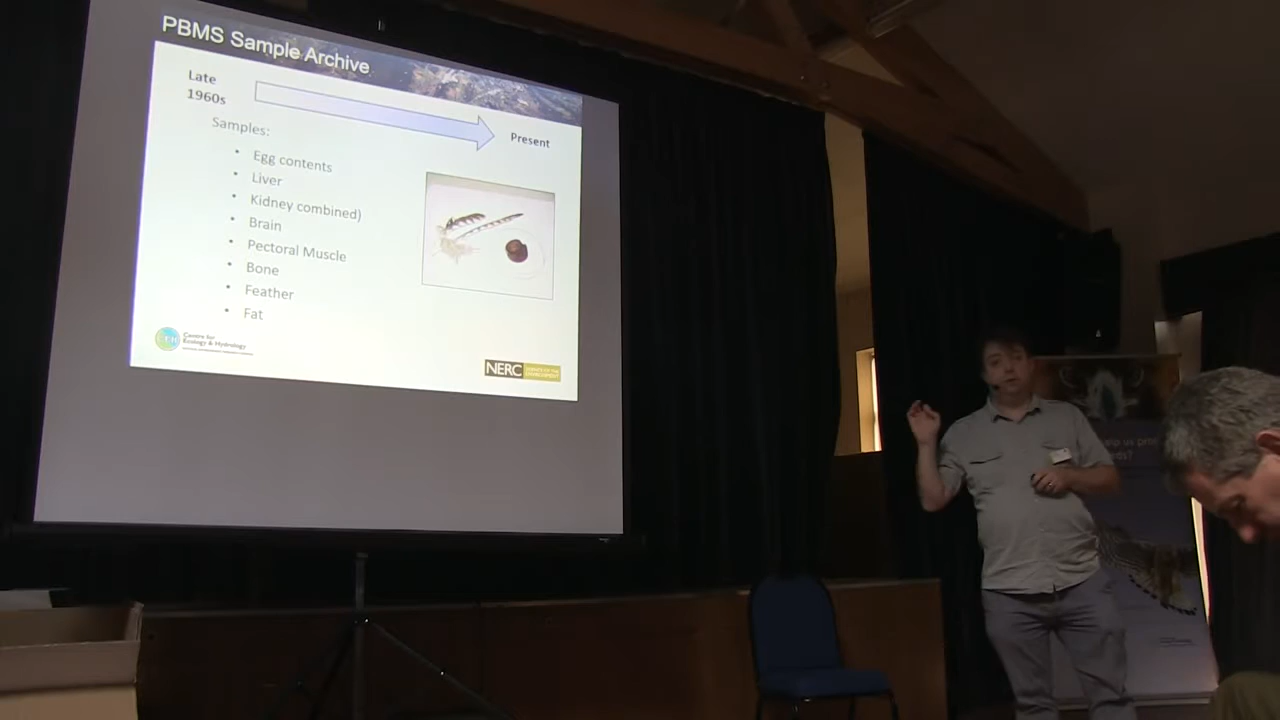 PBMS Sample Archive
Late
1960s
Present
Samples:
• Egg contents
• Liver
• Kidney combined)
• Brain
• Pectoral Muscle
• Bone
• Feather
• Fat
Centre for
Ecology & Hydrology
NERC